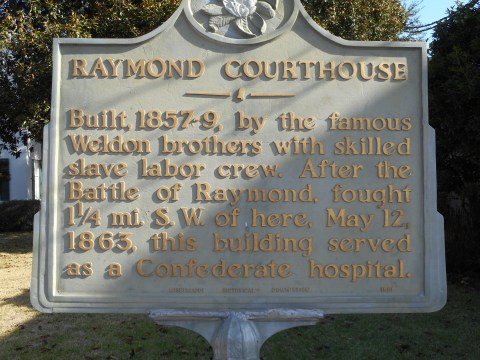 RAYMOND COURTHOUSE
Built, 1857-9, by the famous
Weldon brothers with skilled
slave labor crew. After the
Battle of Raymond, fought
1¼ mi. S. W. of here, May 12,
1863, this building served
as a Confederate hospital.